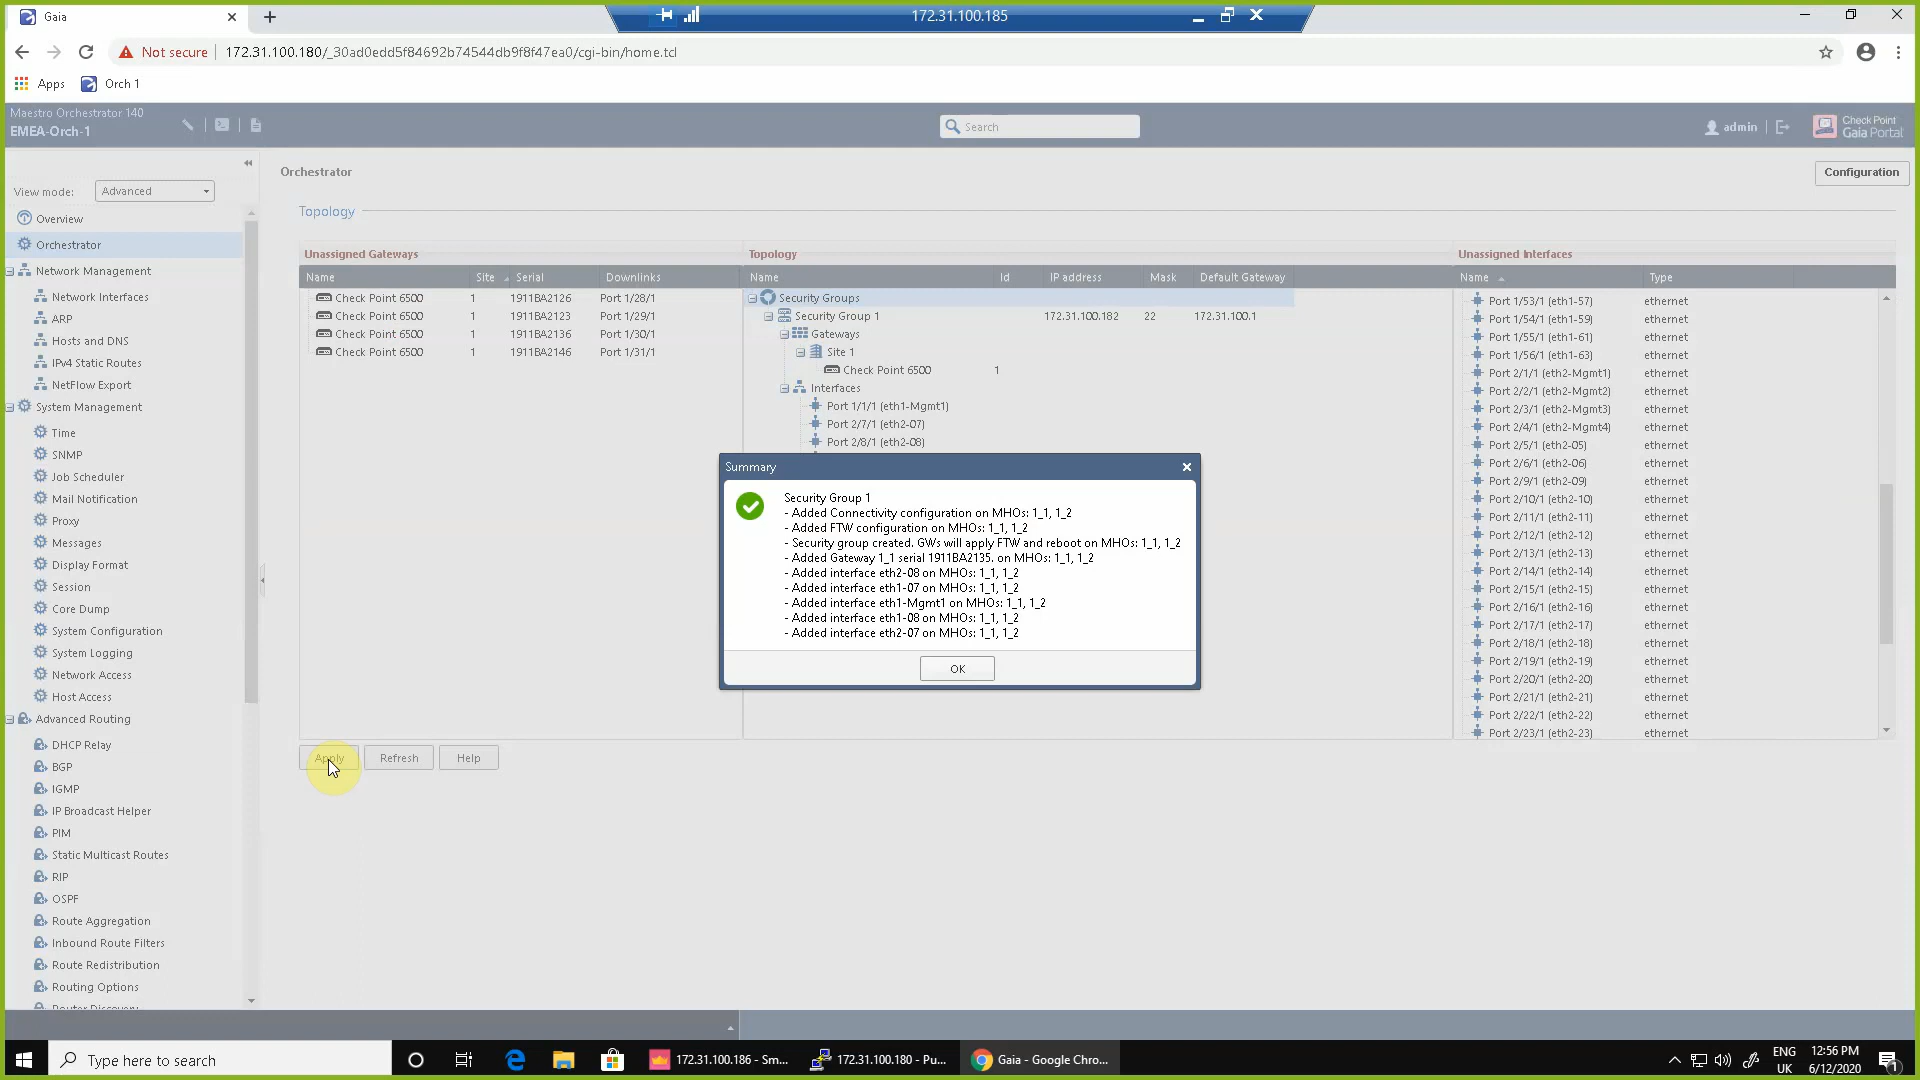 Gaia
172.31.100.185
Not secure
172.31.100.180/_30ad0edd5f84692b74544db9f8f47ea0/cgi-bin/home.tcl
Apps
Orch 1
Maestro Orchestrator 140
EMEA-Orch-1
Search
admin
Check Point
Gaia Portal
View mode:
Advanced
Overview
Orchestrator
Network Management
Network Interfaces
ARP
Hosts and DNS
IPv4 Static Routes
NetFlow Export
System Management
Time
SNMP
Job Scheduler
Mail Notification
Proxy
Messages
Display Format
Session
Core Dump
System Configuration
System Logging
Network Access
Host Access
Advanced Routing
DHCP Relay
BGP
IGMP
IP Broadcast Helper
PIM
Static Multicast Routes
RIP
OSPF
Route Aggregation
Inbound Route Filters
Route Redistribution
Routing Options
Router Discovery
Orchestrator
Configuration
Topology
Unassigned Gateways
Name Site Serial Downlinks
Check Point 6500 1 1911BA2126 Port 1/28/1
Check Point 6500 1 1911BA2123 Port 1/29/1
Check Point 6500 1 1911BA2136 Port 1/30/1
Check Point 6500 1 1911BA2146 Port 1/31/1
Topology
Name Id IP address Mask Default Gateway
Security Groups
Security Group 1 172.31.100.182 22 172.31.100.1
Gateways
Site 1
Check Point 6500 1
Interfaces
Port 1/1/1 (eth1-Mgmt1)
Port 2/7/1 (eth2-07)
Port 2/8/1 (eth2-08)
Unassigned Interfaces
Name Type
Port 1/53/1 (eth1-57) ethernet
Port 1/54/1 (eth1-59) ethernet
Port 1/55/1 (eth1-61) ethernet
Port 1/56/1 (eth1-63) ethernet
Port 2/1/1 (eth2-Mgmt1) ethernet
Port 2/2/1 (eth2-Mgmt2) ethernet
Port 2/3/1 (eth2-Mgmt3) ethernet
Port 2/4/1 (eth2-Mgmt4) ethernet
Port 2/5/1 (eth2-05) ethernet
Port 2/6/1 (eth2-06) ethernet
Port 2/9/1 (eth2-09) ethernet
Port 2/10/1 (eth2-10) ethernet
Port 2/11/1 (eth2-11) ethernet
Port 2/12/1 (eth2-12) ethernet
Port 2/13/1 (eth2-13) ethernet
Port 2/14/1 (eth2-14) ethernet
Port 2/15/1 (eth2-15) ethernet
Port 2/16/1 (eth2-16) ethernet
Port 2/17/1 (eth2-17) ethernet
Port 2/18/1 (eth2-18) ethernet
Port 2/19/1 (eth2-19) ethernet
Port 2/20/1 (eth2-20) ethernet
Port 2/21/1 (eth2-21) ethernet
Port 2/22/1 (eth2-22) ethernet
Port 2/23/1 (eth2-23) ethernet
Summary
Security Group 1
- Added Connectivity configuration on MHOs: 1_1, 1_2
- Added FTW configuration on MHOs: 1_1, 1_2
- Security group created. GWs will apply FTW and reboot on MHOs: 1_1, 1_2
- Added Gateway 1_1 serial 1911BA2135. on MHOs: 1_1, 1_2
- Added interface eth2-08 on MHOs: 1_1, 1_2
- Added interface eth1-07 on MHOs: 1_1, 1_2
- Added interface eth1-Mgmt1 on MHOs: 1_1, 1_2
- Added interface eth1-08 on MHOs: 1_1, 1_2
- Added interface eth2-07 on MHOs: 1_1, 1_2
OK
Apply
Refresh
Help
Type here to search
172.31.100.186 - Sm...
172.31.100.180 - Pu...
Gaia - Google Chro...
ENG
UK
12:56 PM
6/12/2020
1